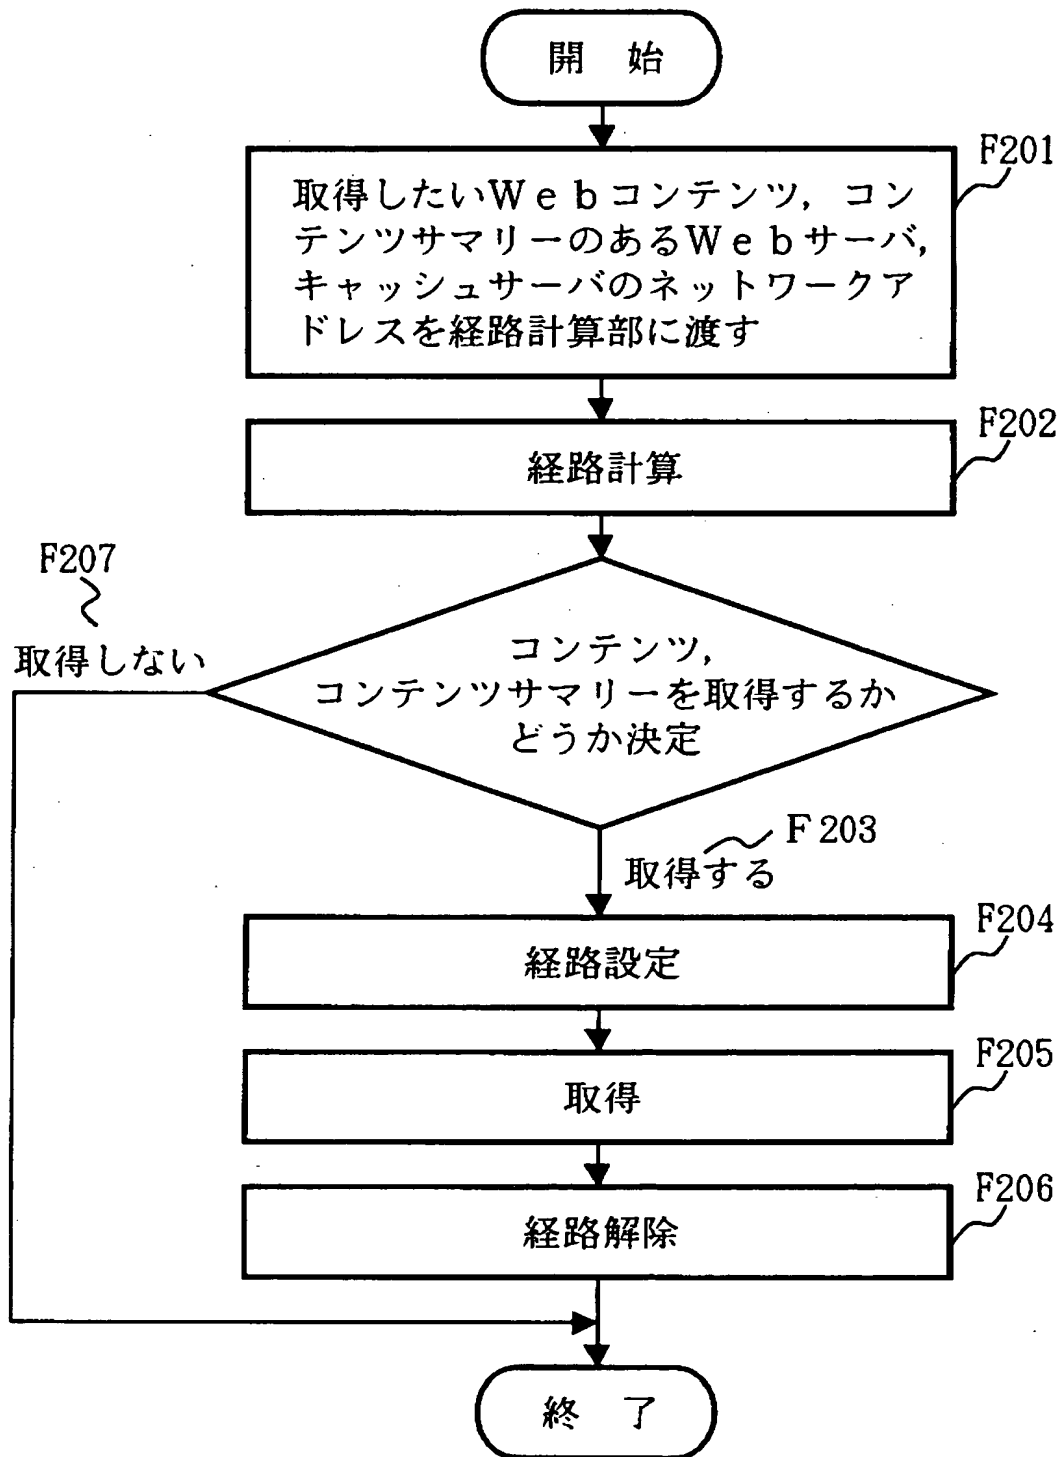 開 始
F201
取得したいＷｅｂコンテンツ，コン
テンツサマリーのあるＷｅｂサーバ，
キャッシュサーバのネットワークア
ドレスを経路計算部に渡す
F202
経路計算
F207
取得しない
コンテンツ，
コンテンツサマリーを取得するか
どうか決定
Ｆ203
取得する
F204
経路設定
F205
取得
F206
経路解除
終 了